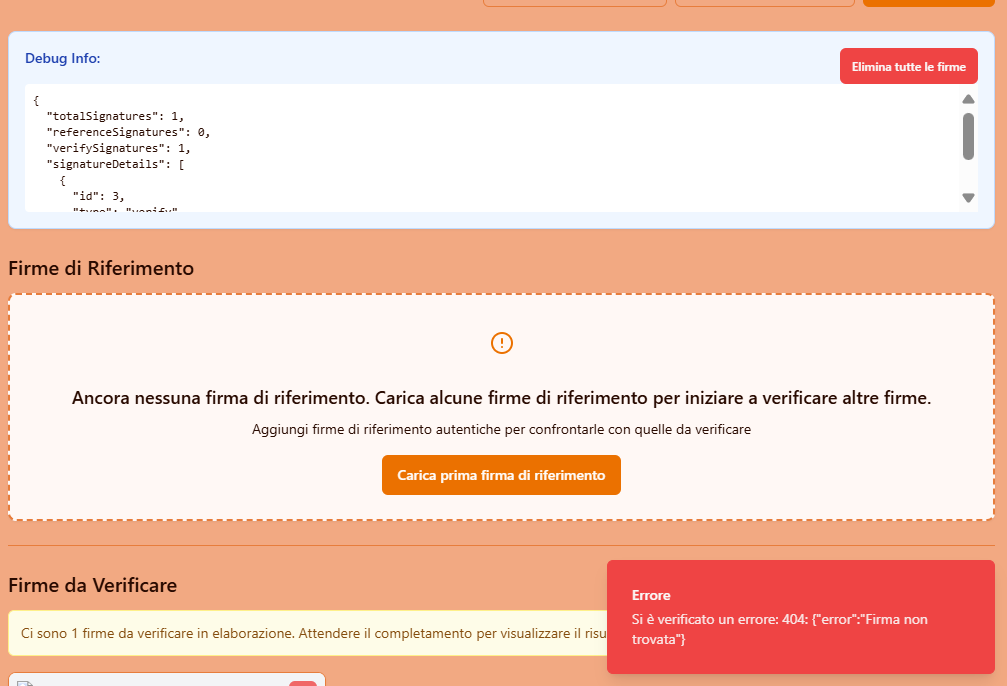 Debug Info:
Elimina tutte le firme
{
"totalSignatures": 1,
"referenceSignatures": 0,
"verifySignatures": 1,
"signatureDetails": [
{
"id": 3,
"type": "verify"
Firme di Riferimento
Ancora nessuna firma di riferimento. Carica alcune firme di riferimento per iniziare a verificare altre firme.
Aggiungi firme di riferimento autentiche per confrontarle con quelle da verificare
Carica prima firma di riferimento
Firme da Verificare
Ci sono 1 firme da verificare in elaborazione. Attendere il completamento per visualizzare il risu
Errore
Si è verificato un errore: 404: {"error":"Firma non
trovata"}